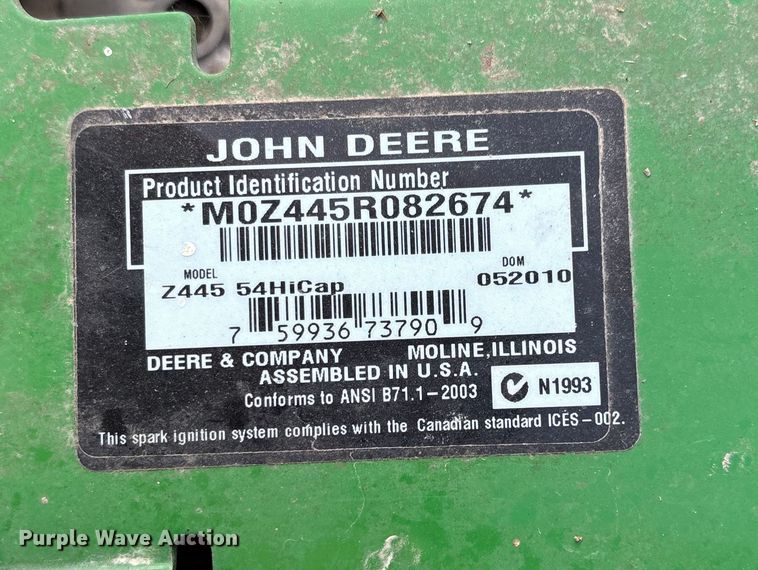 JOHN DEERE
Product Identification Number
*M0Z445R082674*
MODEL DOM
Z445 54HiCap 052010
7 59936 73790 9
DEERE & COMPANY MOLINE, ILLINOIS
ASSEMBLED IN U.S.A.
Conforms to ANSI B71.1-2003 N1993
This spark ignition system complies with the Canadian standard ICES-002.
Purple Wave Auction